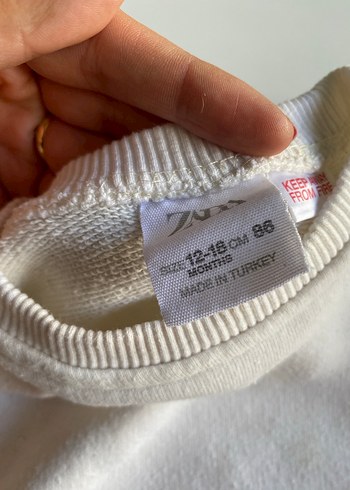 ZARA
SIZE 12-18 CM 86
MONTHS
MADE IN TURKEY
KEEP
FROM